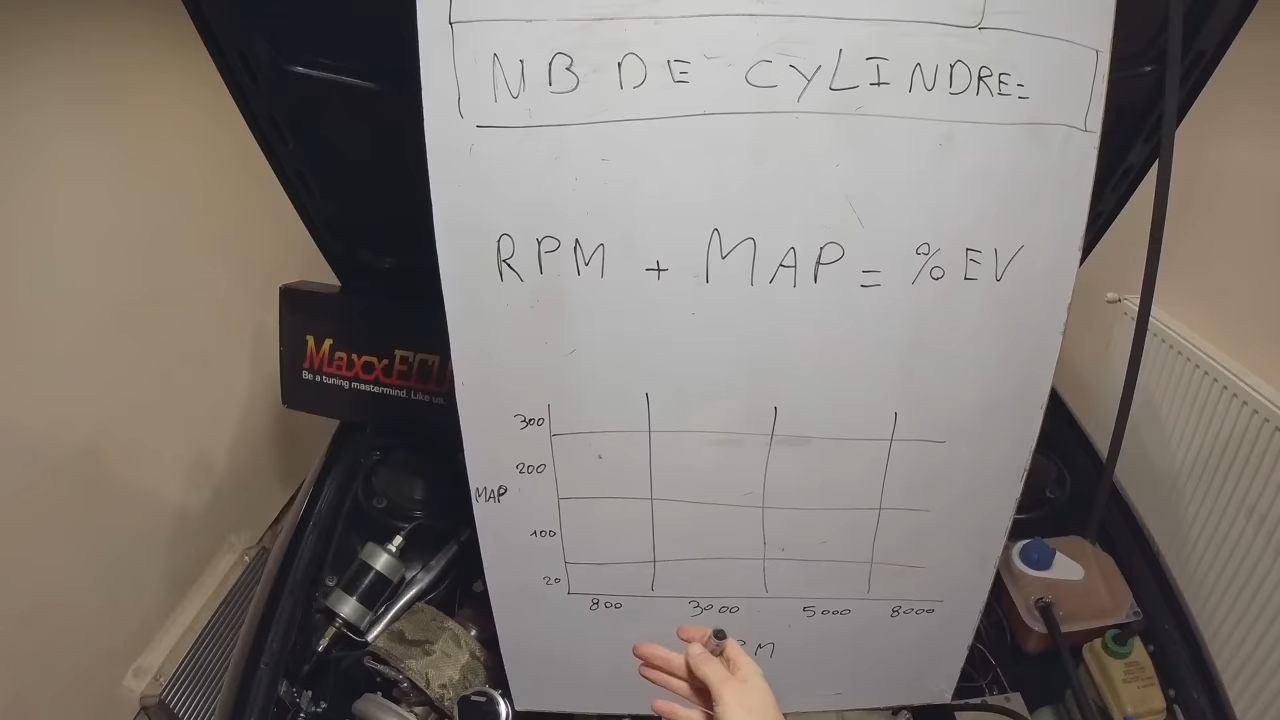 NB DE CYLINDRE=
RPM + MAP = % EV
MaxxECU
Be a tuning mastermind. Like us.
300
200
MAP
100
20
800 3000 5000 8000